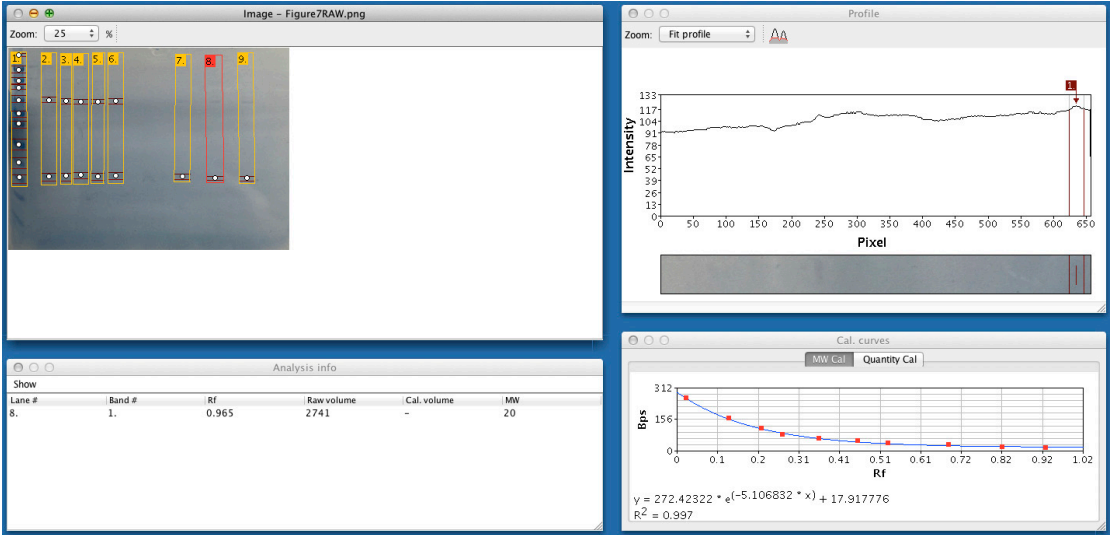 Image – Figure7RAW.png
Zoom: 25 %
1. 2. 3. 4. 5. 6. 7. 8. 9.
Analysis info
Show
Lane # Band # Rf Raw volume Cal. volume MW
8. 1. 0.965 2741 – 20
Profile
Zoom: Fit profile
1.
133
117
104
91
78
65
52
39
26
13
0
Intensity
0 50 100 150 200 250 300 350 400 450 500 550 600 650
Pixel
Cal. curves
MW Cal Quantity Cal
312
156
0
Bps
0 0.1 0.2 0.31 0.41 0.51 0.61 0.72 0.82 0.92 1.02
Rf
y = 272.42322 * e(–5.106832 * x) + 17.917776
R2 = 0.997